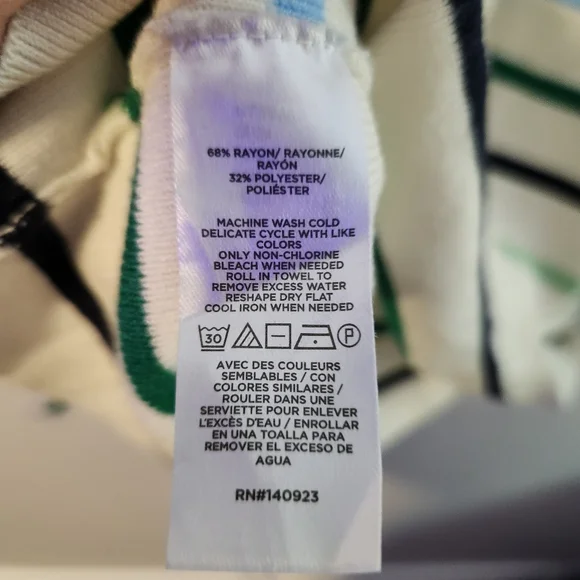 68% RAYON/ RAYONNE/
RAYÓN
32% POLYESTER/
POLIÉSTER
MACHINE WASH COLD
DELICATE CYCLE WITH LIKE
COLORS
ONLY NON-CHLORINE
BLEACH WHEN NEEDED
ROLL IN TOWEL TO
REMOVE EXCESS WATER
RESHAPE DRY FLAT
COOL IRON WHEN NEEDED
30 P
AVEC DES COULEURS
SEMBLABLES / CON
COLORES SIMILARES /
ROULER DANS UNE
SERVIETTE POUR ENLEVER
L'EXCÈS D'EAU / ENROLLAR
EN UNA TOALLA PARA
REMOVER EL EXCESO DE
AGUA
RN#140923